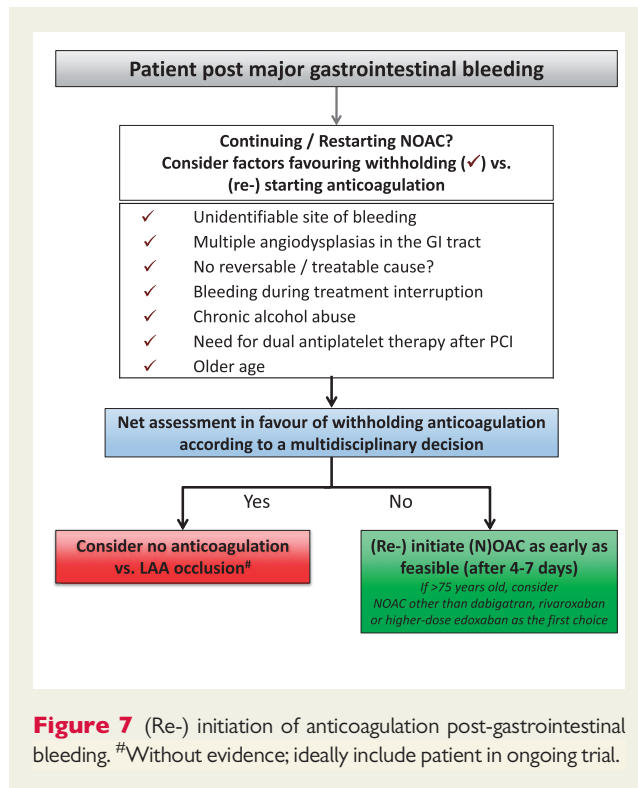 Patient post major gastrointestinal bleeding
Continuing / Restarting NOAC?
Consider factors favouring withholding (✓) vs.
(re-) starting anticoagulation
✓ Unidentifiable site of bleeding
✓ Multiple angiodysplasias in the GI tract
✓ No reversable / treatable cause?
✓ Bleeding during treatment interruption
✓ Chronic alcohol abuse
✓ Need for dual antiplatelet therapy after PCI
✓ Older age
Net assessment in favour of withholding anticoagulation
according to a multidisciplinary decision
Yes
No
Consider no anticoagulation
vs. LAA occlusion#
(Re-) initiate (N)OAC as early as
feasible (after 4-7 days)
If >75 years old, consider
NOAC other than dabigatran, rivaroxaban
or higher-dose edoxaban as the first choice
Figure 7 (Re-) initiation of anticoagulation post-gastrointestinal
bleeding. #Without evidence; ideally include patient in ongoing trial.